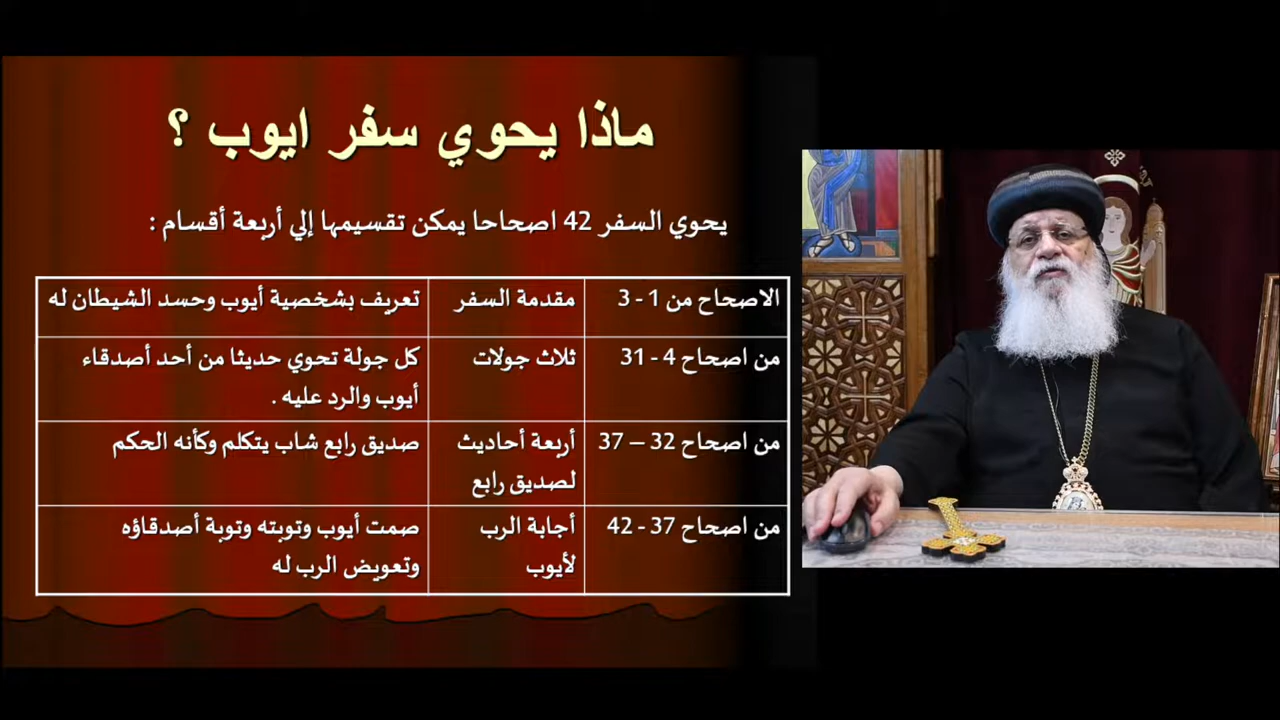 ماذا يحوي سفر ايوب ؟
يحوي السفر 42 اصحاحا يمكن تقسيمها إلي أربعة أقسام :
الاصحاح من 1 - 3
مقدمة السفر
تعريف بشخصية أيوب وحسد الشيطان له
من اصحاح 4 - 31
ثلاث جولات
كل جولة تحوي حديثا من أحد أصدقاء
أيوب والرد عليه .
من اصحاح 32 – 37
أربعة أحاديث
لصديق رابع
صديق رابع شاب يتكلم وكأنه الحكم
من اصحاح 37 - 42
أجابة الرب
لأيوب
صمت أيوب وتوبته وتوبة أصدقاؤه
وتعويض الرب له